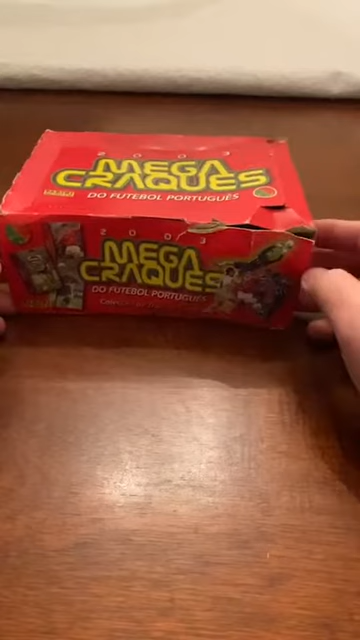 2003
MEGA
CRAQUES
PANINI
DO FUTEBOL PORTUGUÊS
2003
MEGA
CRAQUES
DO FUTEBOL PORTUGUÊS